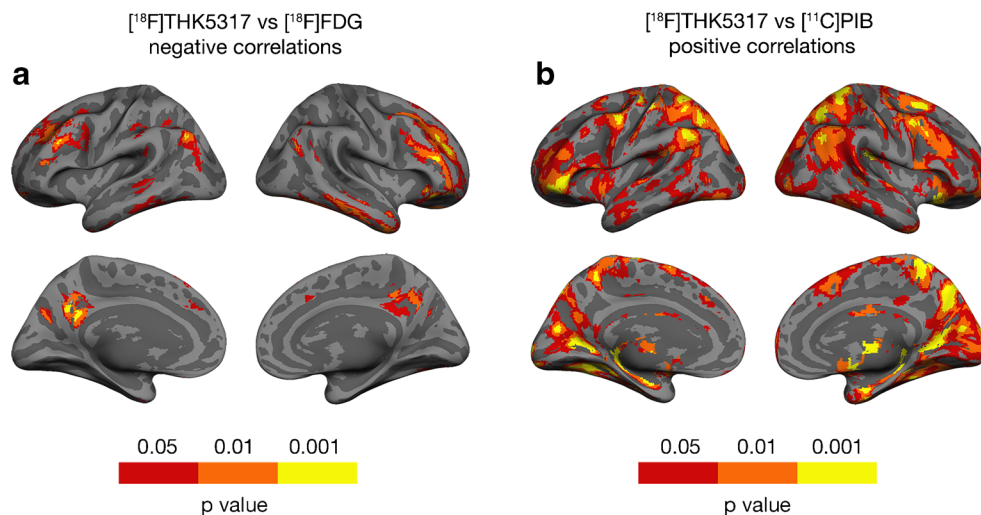 [¹⁸F]THK5317 vs [¹⁸F]FDG
negative correlations
a
0.05 0.01 0.001
p value
[¹⁸F]THK5317 vs [¹¹C]PIB
positive correlations
b
0.05 0.01 0.001
p value